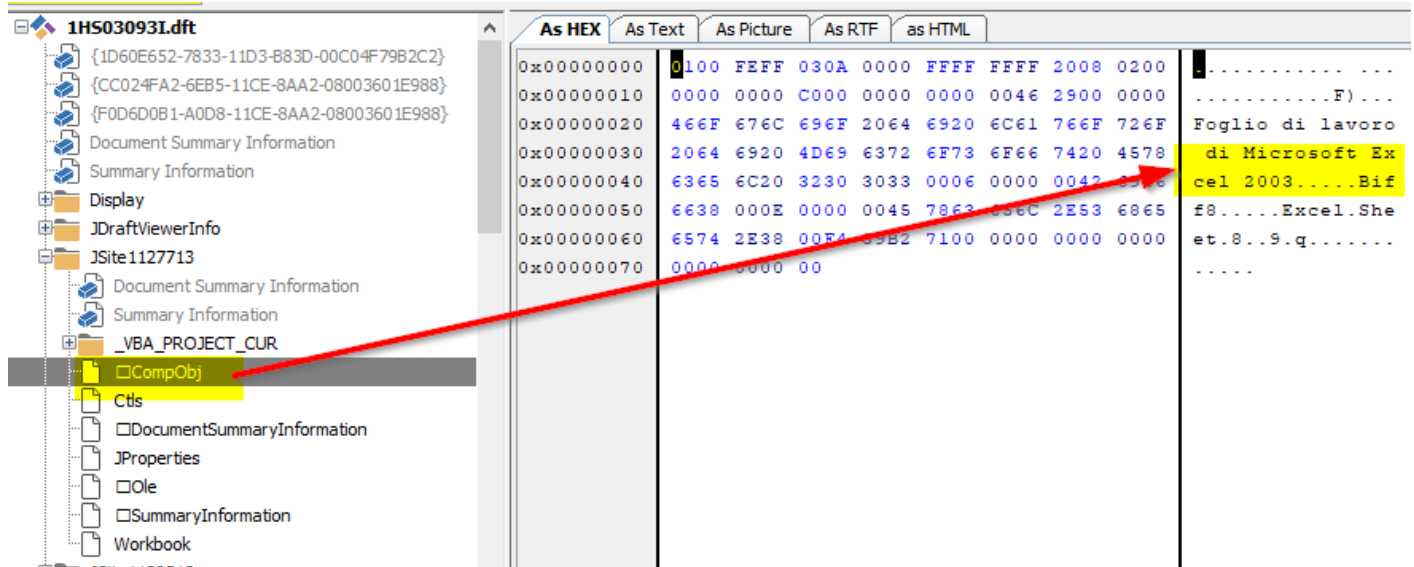 1HS03093I.dft
{1D60E652-7833-11D3-B83D-00C04F79B2C2}
{CC024FA2-6EB5-11CE-8AA2-08003601E988}
{F0D6D0B1-A0D8-11CE-8AA2-08003601E988}
Document Summary Information
Summary Information
Display
JDraftViewerInfo
JSite1127713
Document Summary Information
Summary Information
_VBA_PROJECT_CUR
□CompObj
Ctls
□DocumentSummaryInformation
JProperties
□Ole
□SummaryInformation
Workbook
As HEX As Text As Picture As RTF as HTML
0x00000000 0100 FEFF 030A 0000 FFFF FFFF 2008 0200 ............ ...
0x00000010 0000 0000 C000 0000 0000 0046 2900 0000 ...........F)...
0x00000020 466F 676C 696F 2064 6920 6C61 766F 726F Foglio di lavoro
0x00000030 2064 6920 4D69 6372 6F73 6F66 7420 4578 di Microsoft Ex
0x00000040 6365 6C20 3230 3033 0006 0000 0042 cel 2003.....Bif
0x00000050 6638 000E 0000 0045 7863 656C 2E53 6865 f8.....Excel.She
0x00000060 6574 2E38 00F4 39B2 7100 0000 0000 0000 et.8..9.q.......
0x00000070 0000 0000 00 .....